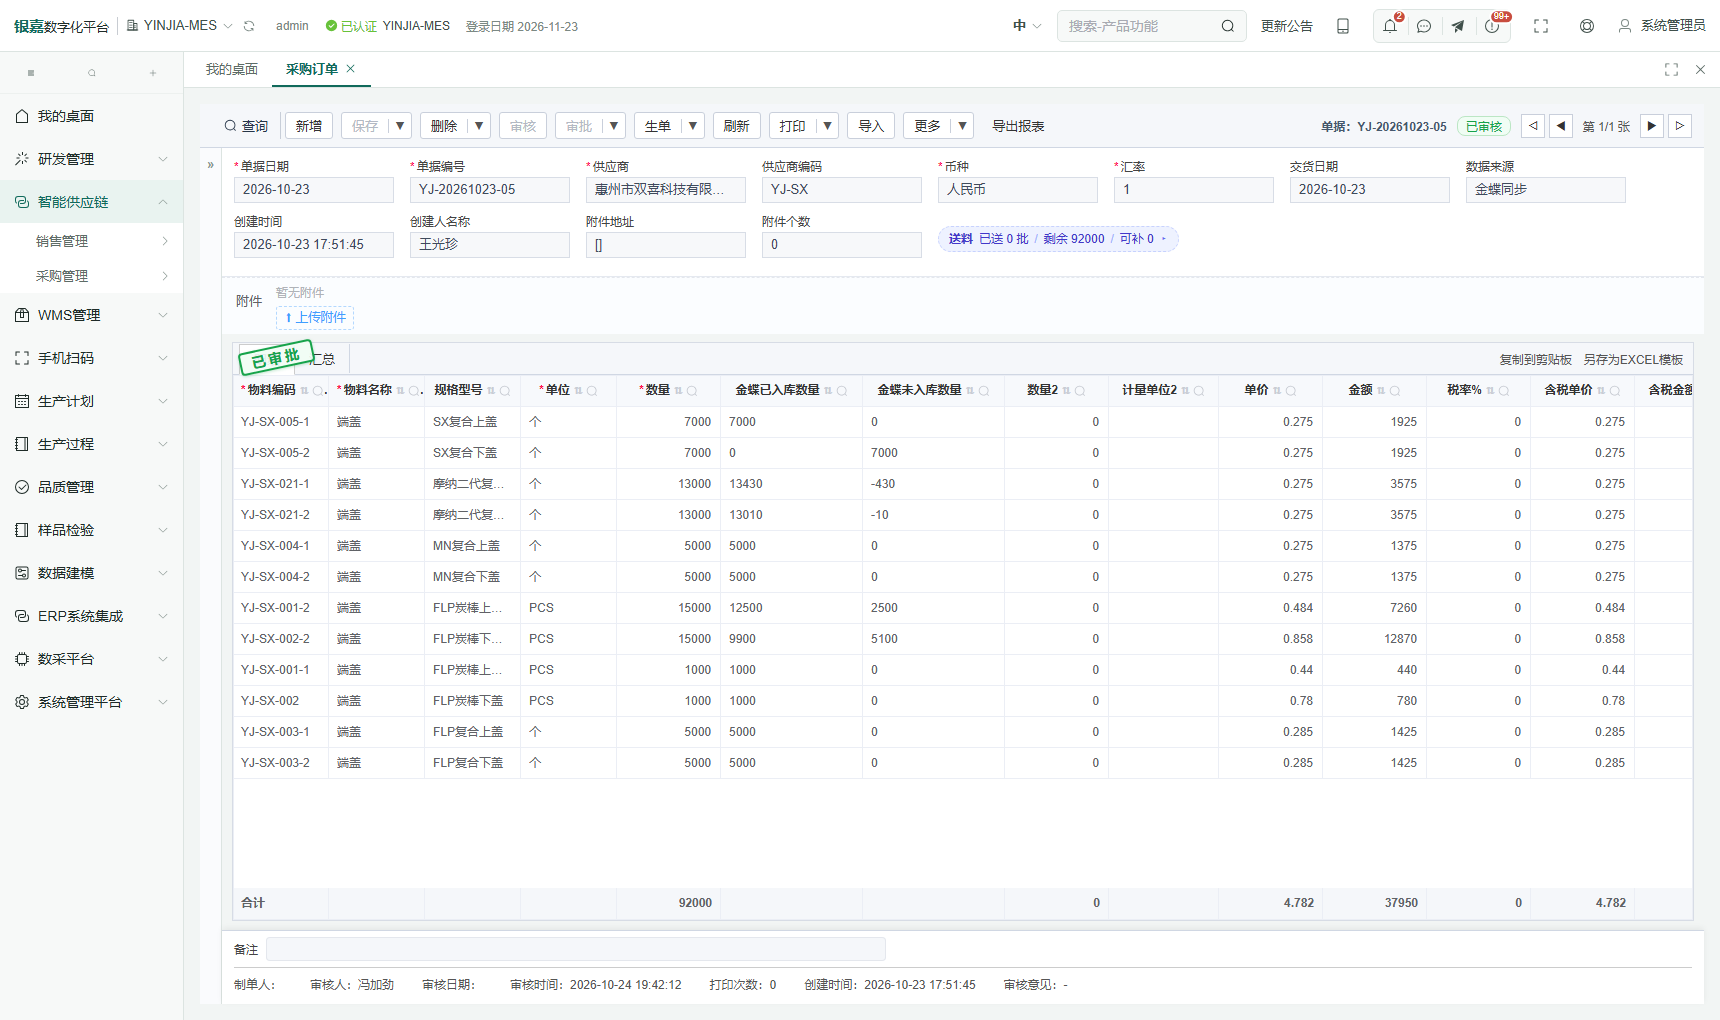 银嘉数字化平台 YINJIA-MES admin 已认证 YINJIA-MES 登录日期 2026-11-23 中 搜索-产品功能 更新公告 2 99+ 系统管理员
我的桌面 采购订单
我的桌面
研发管理
智能供应链
销售管理
采购管理
WMS管理
手机扫码
生产计划
生产过程
品质管理
样品检验
数据建模
ERP系统集成
数采平台
系统管理平台
查询 新增 保存 删除 审核 审批 生单 刷新 打印 导入 更多 导出报表 单据：YJ-20261023-05 已审核 第 1/1 张
*单据日期 *单据编号 *供应商 供应商编码 *币种 *汇率 交货日期 数据来源
2026-10-23 YJ-20261023-05 惠州市双喜科技有限... YJ-SX 人民币 1 2026-10-23 金蝶同步
创建时间 创建人名称 附件地址 附件个数
2026-10-23 17:51:45 王光珍 [] 0 送料 已送 0 批 / 剩余 92000 / 可补 0
附件 暂无附件
上传附件
已审批 汇总 复制到剪贴板 另存为EXCEL模板
*物料编码 *物料名称 规格型号 *单位 *数量 金蝶已入库数量 金蝶未入库数量 数量2 计量单位2 单价 金额 税率% 含税单价 含税金额
YJ-SX-005-1 端盖 SX复合上盖 个 7000 7000 0 0 0.275 1925 0 0.275
YJ-SX-005-2 端盖 SX复合下盖 个 7000 0 7000 0 0.275 1925 0 0.275
YJ-SX-021-1 端盖 摩纳二代复... 个 13000 13430 -430 0 0.275 3575 0 0.275
YJ-SX-021-2 端盖 摩纳二代复... 个 13000 13010 -10 0 0.275 3575 0 0.275
YJ-SX-004-1 端盖 MN复合上盖 个 5000 5000 0 0 0.275 1375 0 0.275
YJ-SX-004-2 端盖 MN复合下盖 个 5000 5000 0 0 0.275 1375 0 0.275
YJ-SX-001-2 端盖 FLP炭棒上... PCS 15000 12500 2500 0 0.484 7260 0 0.484
YJ-SX-002-2 端盖 FLP炭棒下... PCS 15000 9900 5100 0 0.858 12870 0 0.858
YJ-SX-001-1 端盖 FLP炭棒上... PCS 1000 1000 0 0 0.44 440 0 0.44
YJ-SX-002 端盖 FLP炭棒下盖 PCS 1000 1000 0 0 0.78 780 0 0.78
YJ-SX-003-1 端盖 FLP复合上盖 个 5000 5000 0 0 0.285 1425 0 0.285
YJ-SX-003-2 端盖 FLP复合下盖 个 5000 5000 0 0 0.285 1425 0 0.285
合计 92000 0 4.782 37950 0 4.782
备注
制单人： 审核人：冯加劲 审核日期： 审核时间：2026-10-24 19:42:12 打印次数：0 创建时间：2026-10-23 17:51:45 审核意见：-